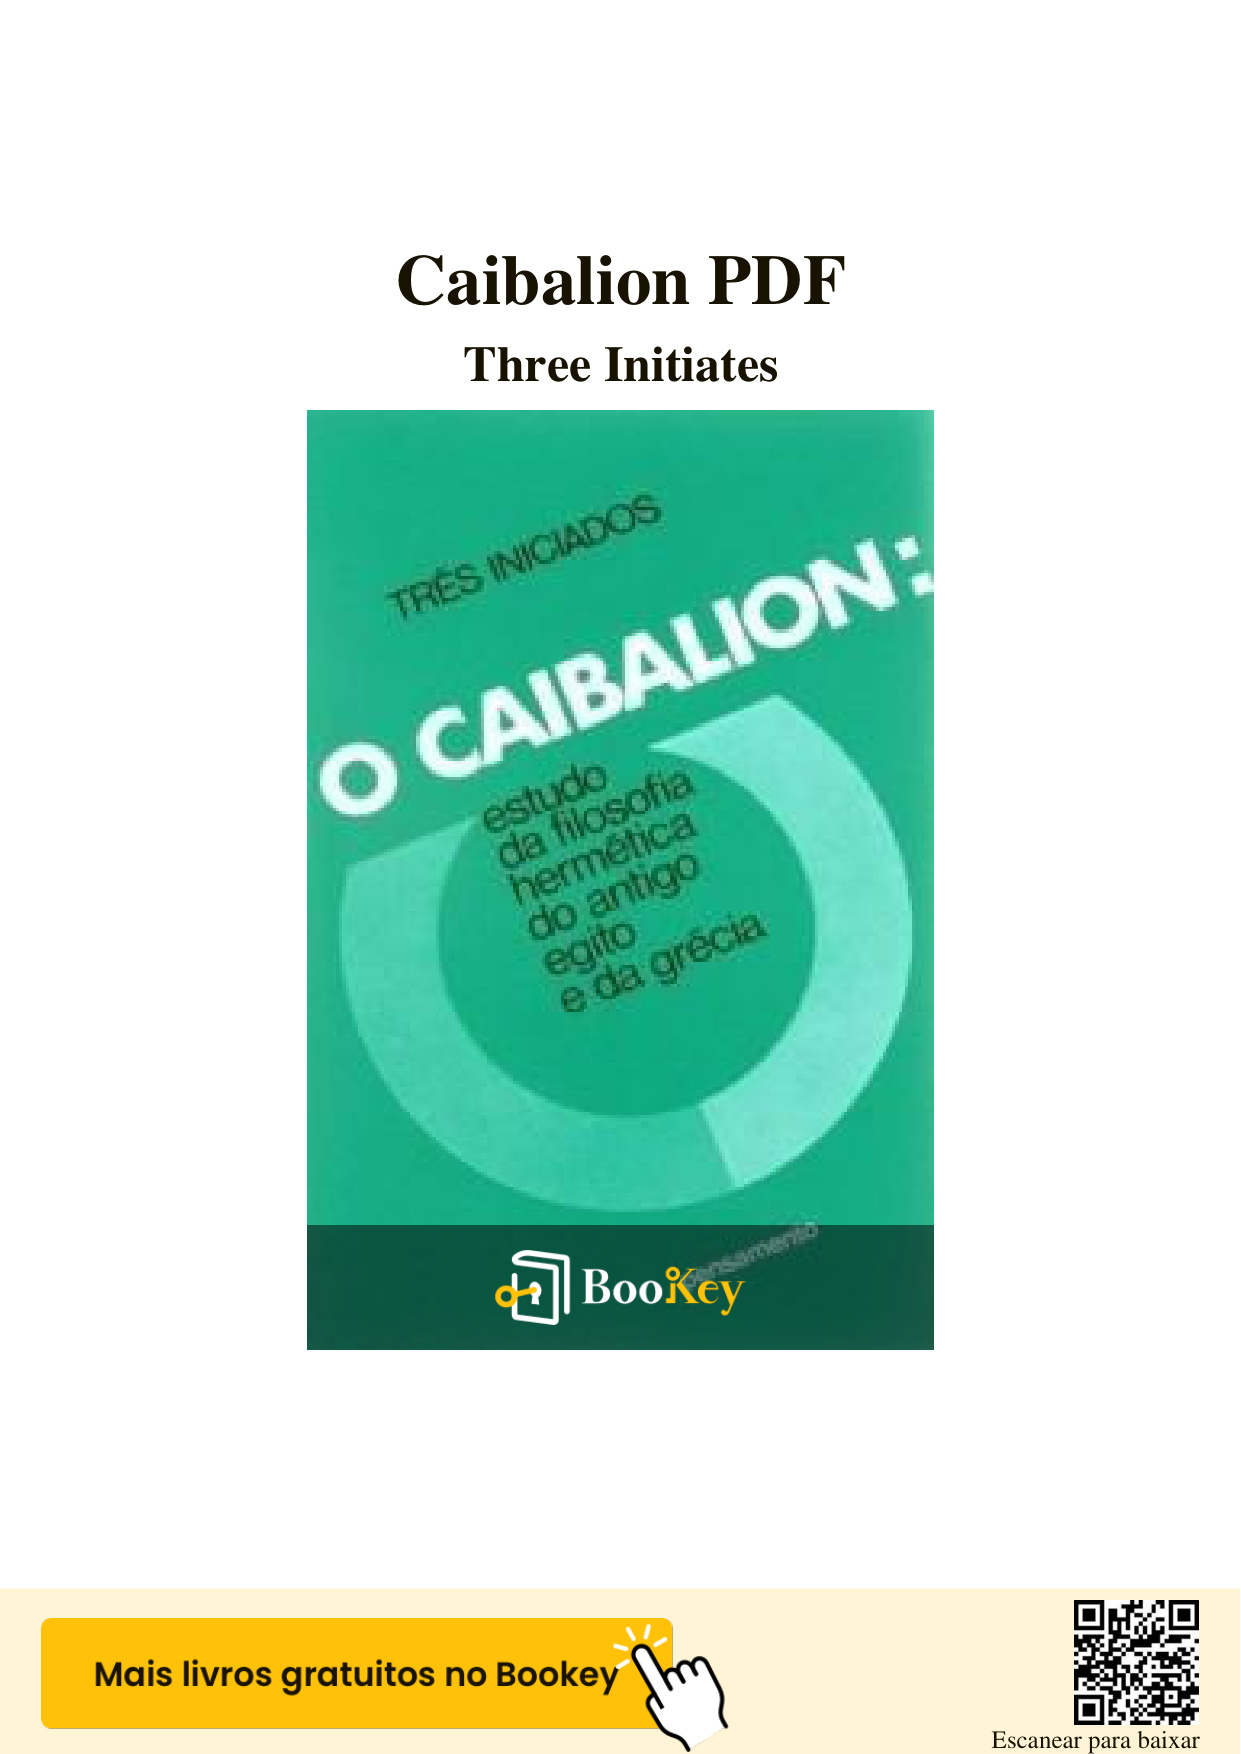 Caibalion PDF
Three Initiates
TRÊS INICIADOS
O CAIBALION:
estudo
da filosofia
hermética
do antigo
egito
e da grécia
pensamento
BooKey
Mais livros gratuitos no Bookey
Escanear para baixar